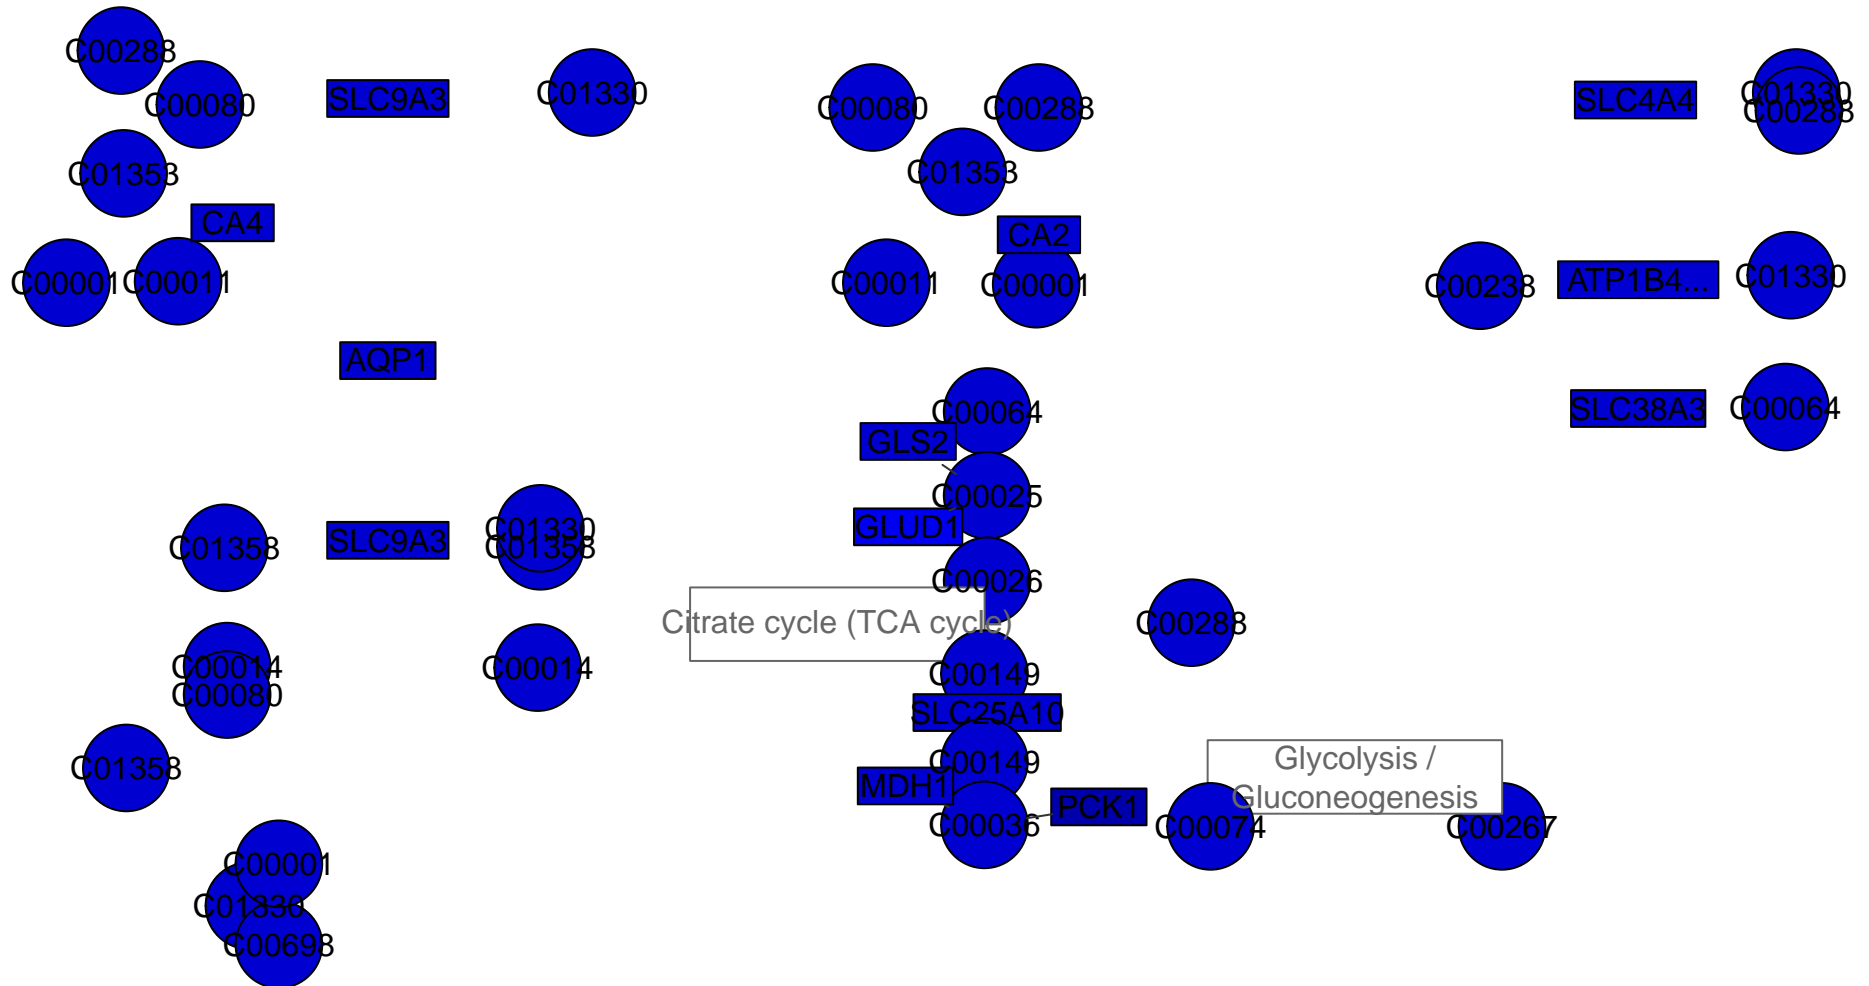 C00288
C00080
SLC9A3
C01330
C00080
C00288
SLC4A4
C01330
C00288
C01353
C01353
CA4
CA2
C00001
C00011
C00011
C00001
C00238
ATP1B4...
C01330
AQP1
C00064
SLC38A3
C00064
GLS2
C00025
GLUD1
C01358
SLC9A3
C01330
C01358
C00026
Citrate cycle (TCA cycle)
C00288
C00014
C00080
C00014
C00149
SLC25A10
C01358
C00149
MDH1
Glycolysis /
Gluconeogenesis
PCK1
C00036
C00074
C00267
C00001
C01330
C00698